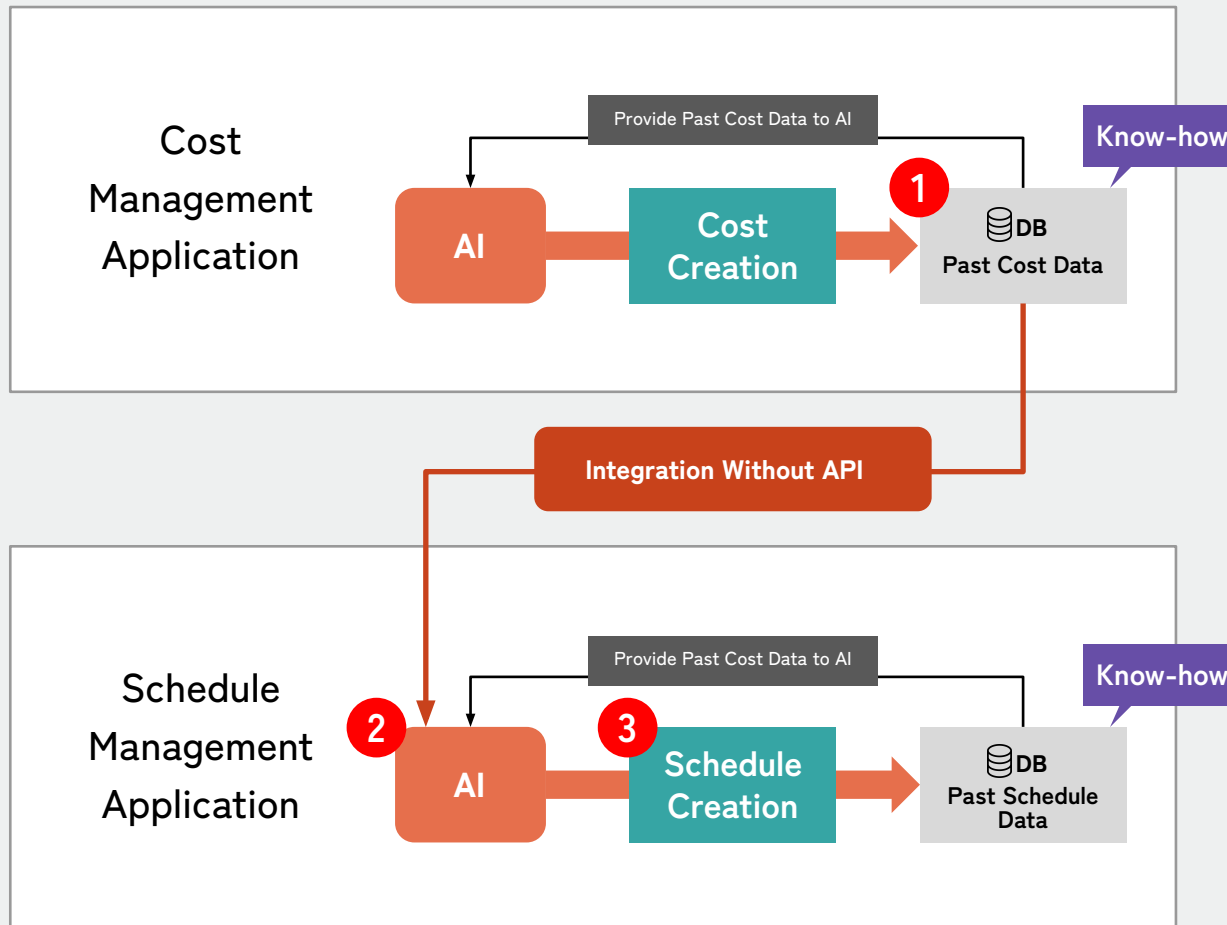 Provide Past Cost Data to AI
Know-how
Cost
Management
Application
1
AI
Cost
Creation
DB
Past Cost Data
Integration Without API
Provide Past Cost Data to AI
Know-how
Schedule
Management
Application
2
AI
3
Schedule
Creation
DB
Past Schedule
Data